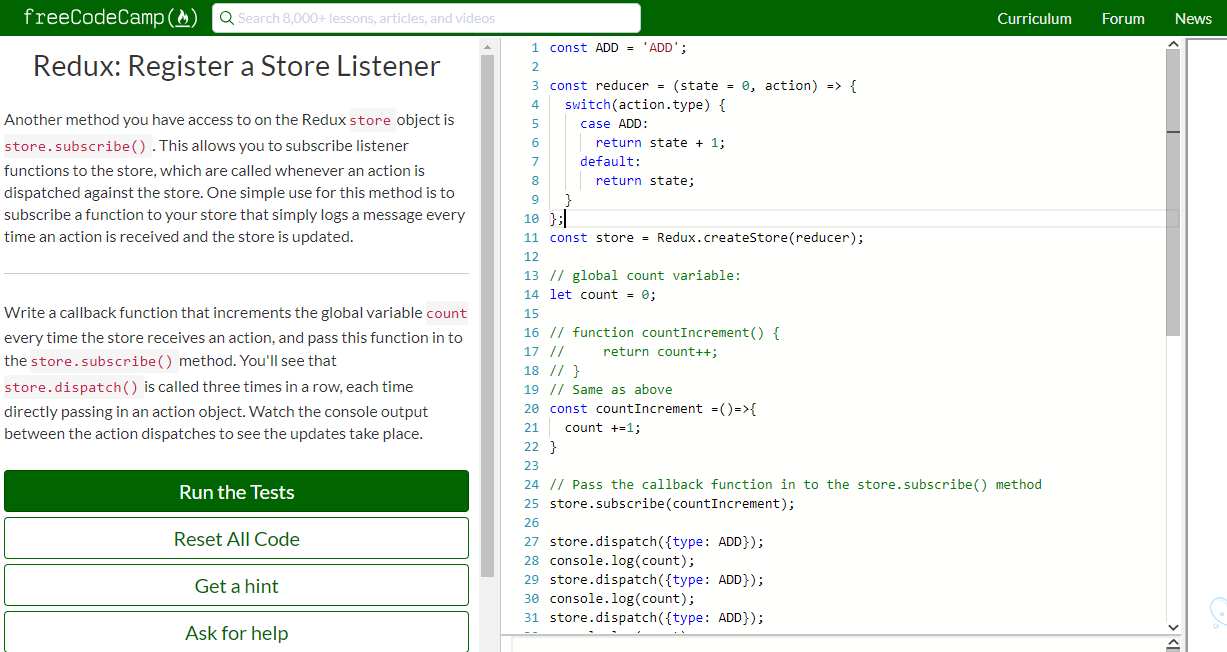 freeCodeCamp
Search 8,000+ lessons, articles, and videos
Curriculum Forum News
Redux: Register a Store Listener
Another method you have access to on the Redux store object is
store.subscribe() . This allows you to subscribe listener
functions to the store, which are called whenever an action is
dispatched against the store. One simple use for this method is to
subscribe a function to your store that simply logs a message every
time an action is received and the store is updated.
Write a callback function that increments the global variable count
every time the store receives an action, and pass this function in to
the store.subscribe() method. You'll see that
store.dispatch() is called three times in a row, each time
directly passing in an action object. Watch the console output
between the action dispatches to see the updates take place.
Run the Tests
Reset All Code
Get a hint
Ask for help
1 const ADD = 'ADD';
2
3 const reducer = (state = 0, action) => {
4 switch(action.type) {
5 case ADD:
6 return state + 1;
7 default:
8 return state;
9 }
10 };
11 const store = Redux.createStore(reducer);
12
13 // global count variable:
14 let count = 0;
15
16 // function countIncrement() {
17 // return count++;
18 // }
19 // Same as above
20 const countIncrement =()=>{
21 count +=1;
22 }
23
24 // Pass the callback function in to the store.subscribe() method
25 store.subscribe(countIncrement);
26
27 store.dispatch({type: ADD});
28 console.log(count);
29 store.dispatch({type: ADD});
30 console.log(count);
31 store.dispatch({type: ADD});